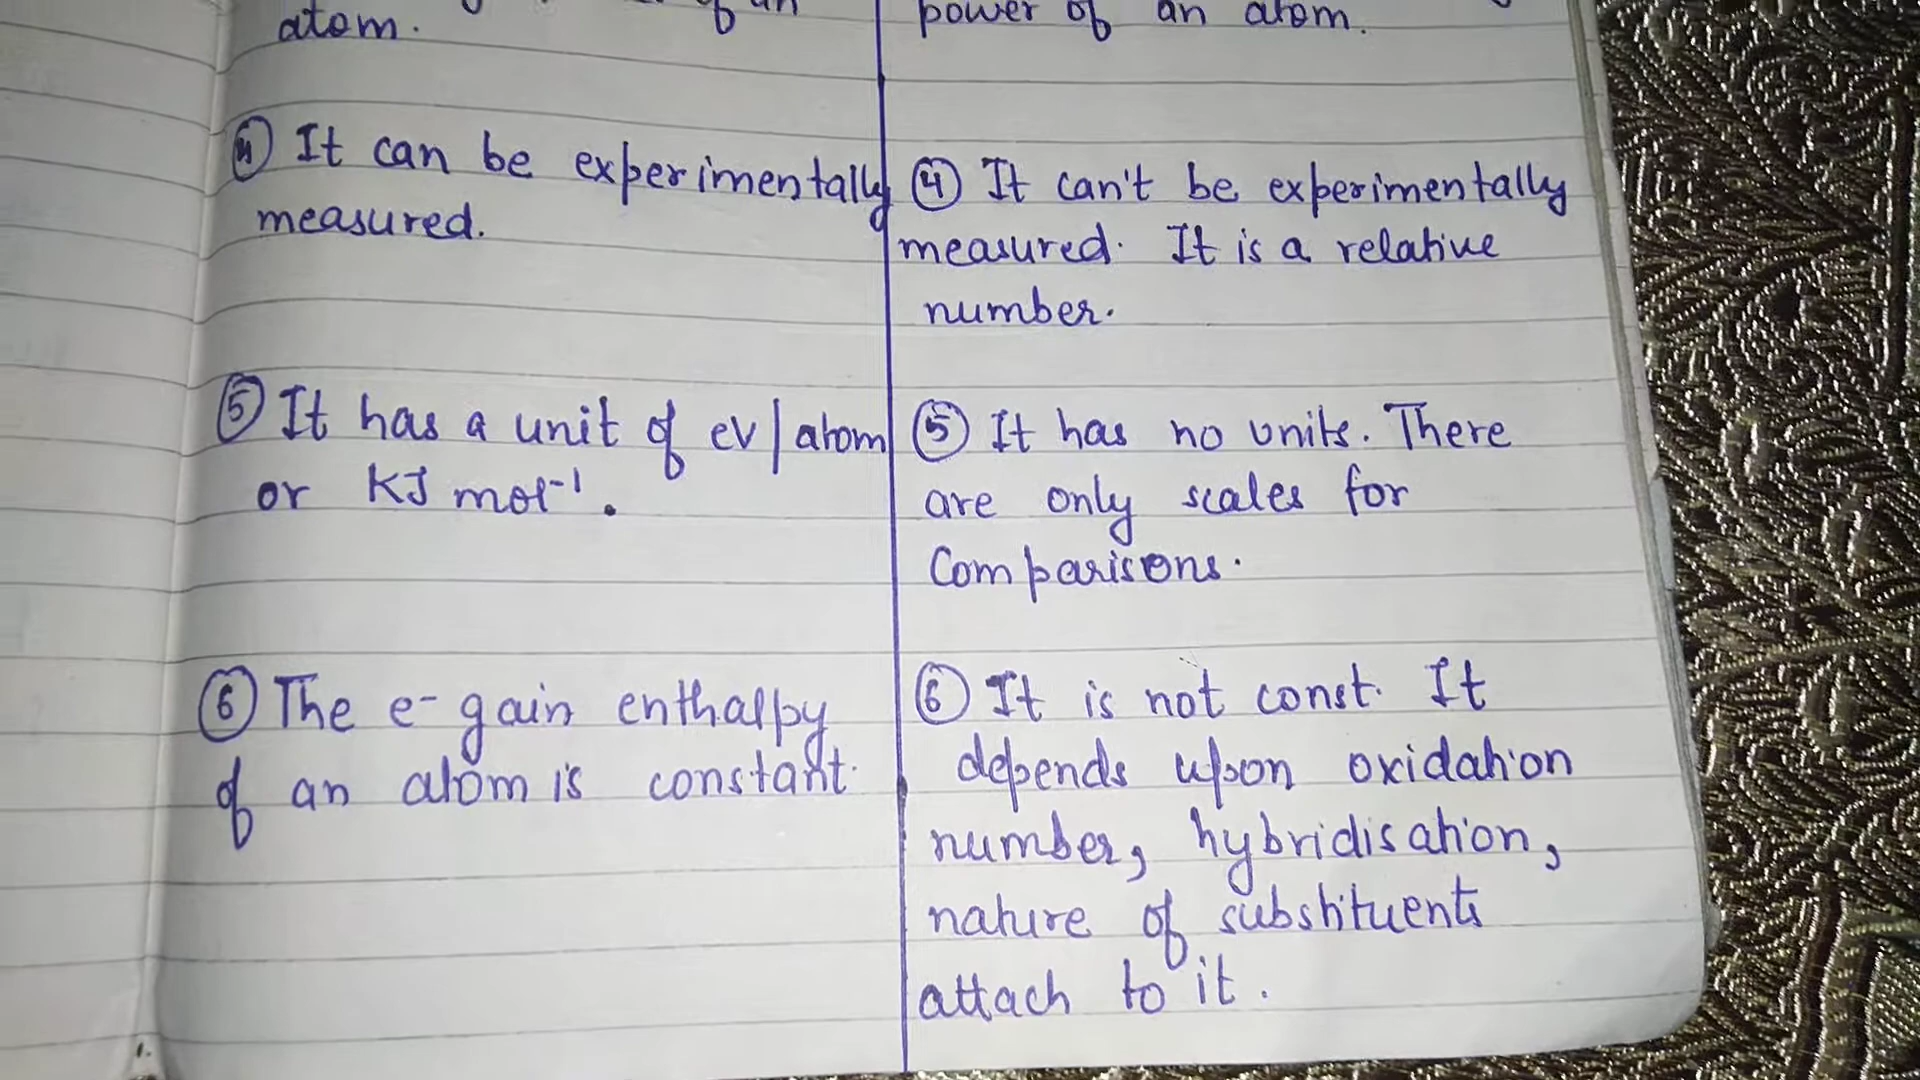 atom.
④ It can be experimentally
measured.
⑤ It has a unit of ev/atom
or KJ mol-1.
⑥ The e- gain enthalpy
of an atom is constant.
power of an atom.
④ It can't be experimentally
measured. It is a relative
number.
⑤ It has no units. There
are only scales for
Comparisons.
⑥ It is not const. It
depends upon oxidation
number, hybridisation,
nature of substituents
attach to it.